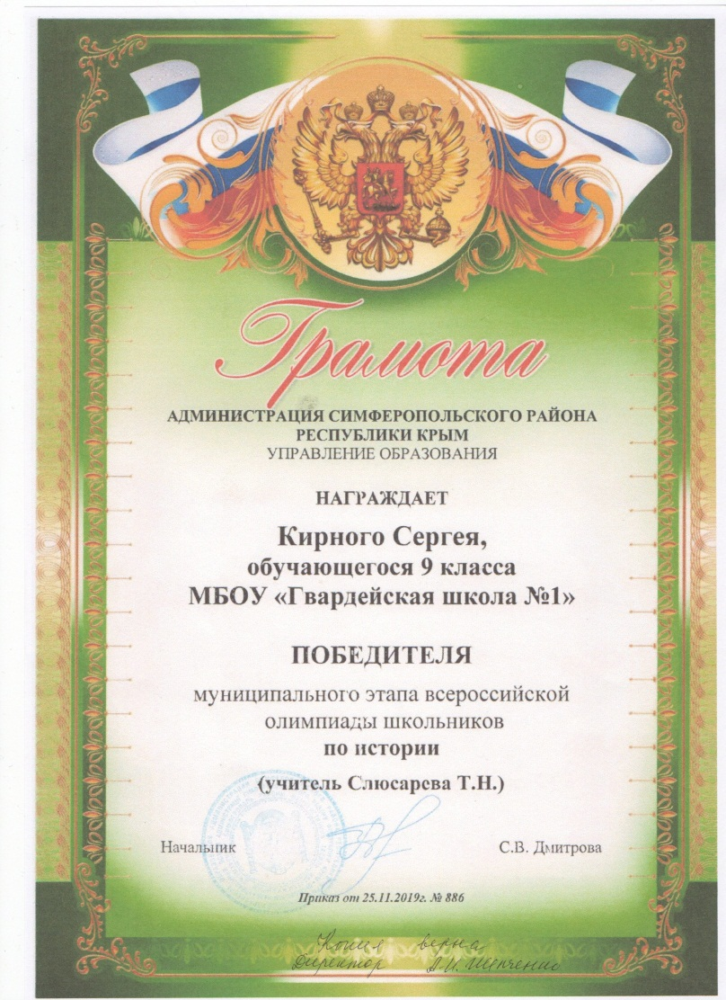 Грамота
АДМИНИСТРАЦИЯ СИМФЕРОПОЛЬСКОГО РАЙОНА
РЕСПУБЛИКИ КРЫМ
УПРАВЛЕНИЕ ОБРАЗОВАНИЯ
НАГРАЖДАЕТ
Кирного Сергея,
обучающегося 9 класса
МБОУ «Гвардейская школа №1»
ПОБЕДИТЕЛЯ
муниципального этапа всероссийской
олимпиады школьников
по истории
(учитель Слюсарева Т.Н.)
Начальник С.В. Дмитрова
Приказ от 25.11.2019г. № 886
Копия верна
Директор